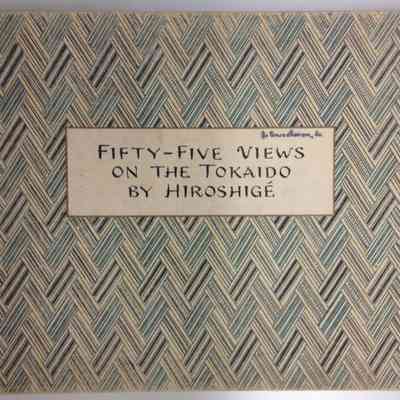 FIFTY-FIVE VIEWS
ON THE TOKAIDO
BY HIROSHIGÉ